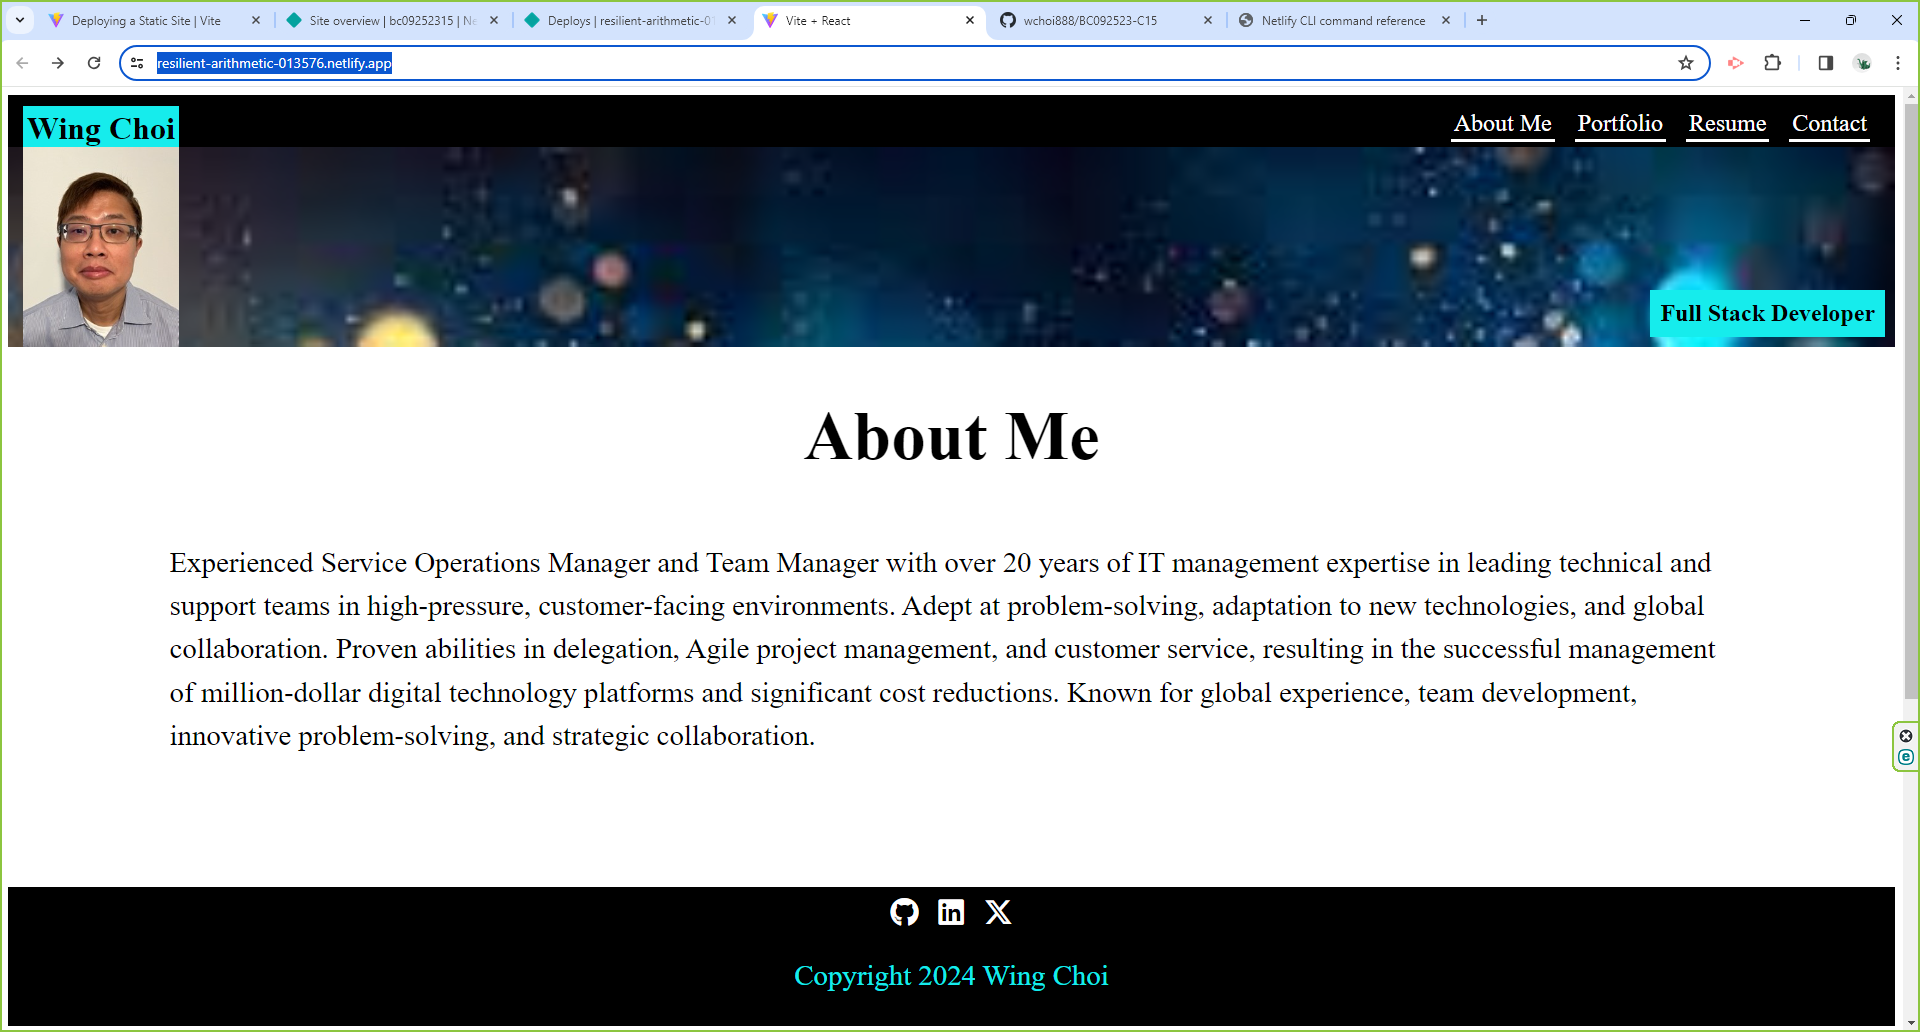 Deploying a Static Site | Vite
Site overview | bc09252315 | Ne
Deploys | resilient-arithmetic-01
Vite + React
wchoi888/BC092523-C15
Netlify CLI command reference
resilient-arithmetic-013576.netlify.app
Wing Choi
About Me
Portfolio
Resume
Contact
Full Stack Developer
About Me
Experienced Service Operations Manager and Team Manager with over 20 years of IT management expertise in leading technical and
support teams in high-pressure, customer-facing environments. Adept at problem-solving, adaptation to new technologies, and global
collaboration. Proven abilities in delegation, Agile project management, and customer service, resulting in the successful management
of million-dollar digital technology platforms and significant cost reductions. Known for global experience, team development,
innovative problem-solving, and strategic collaboration.
Copyright 2024 Wing Choi